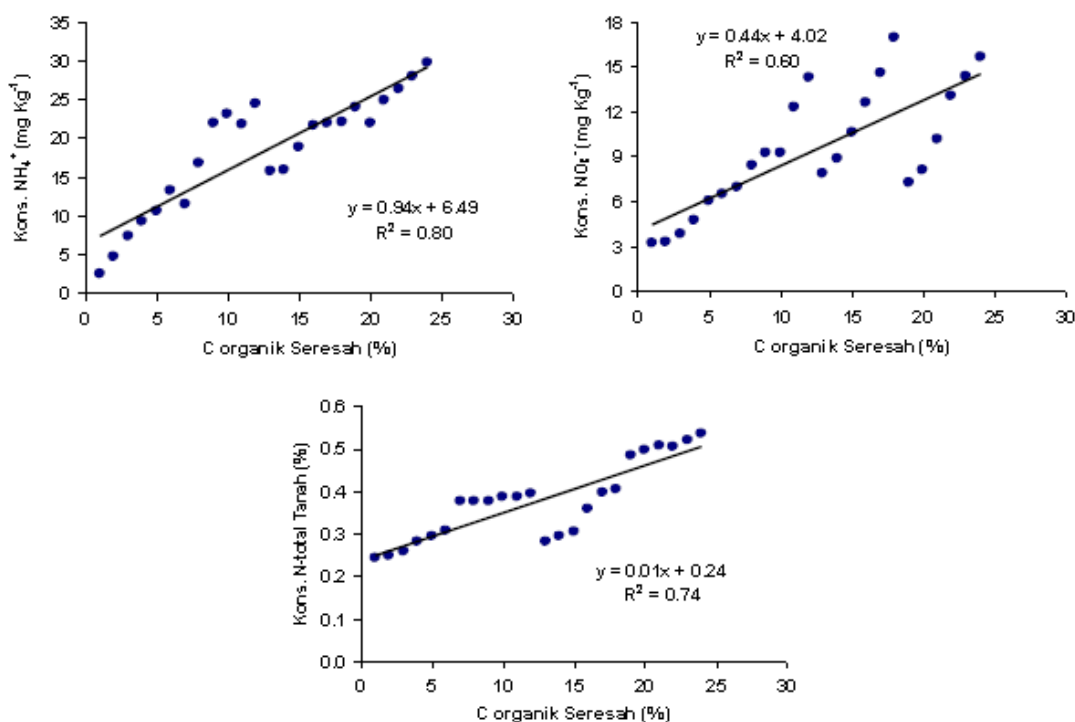 Kons. NH₄⁺ (mg Kg⁻¹)
35
30
25
20
15
10
5
0
y = 0.94x + 6.49
R² = 0.80
0 5 10 15 20 25 30
C organik Seresah (%)
Kons. NO₃⁻ (mg Kg⁻¹)
18
15
12
9
6
3
0
y = 0.44x + 4.02
R² = 0.60
0 5 10 15 20 25 30
C organik Seresah (%)
Kons. N-total Tanah (%)
0.6
0.5
0.4
0.3
0.2
0.1
0.0
y = 0.01x + 0.24
R² = 0.74
0 5 10 15 20 25 30
C organik Seresah (%)